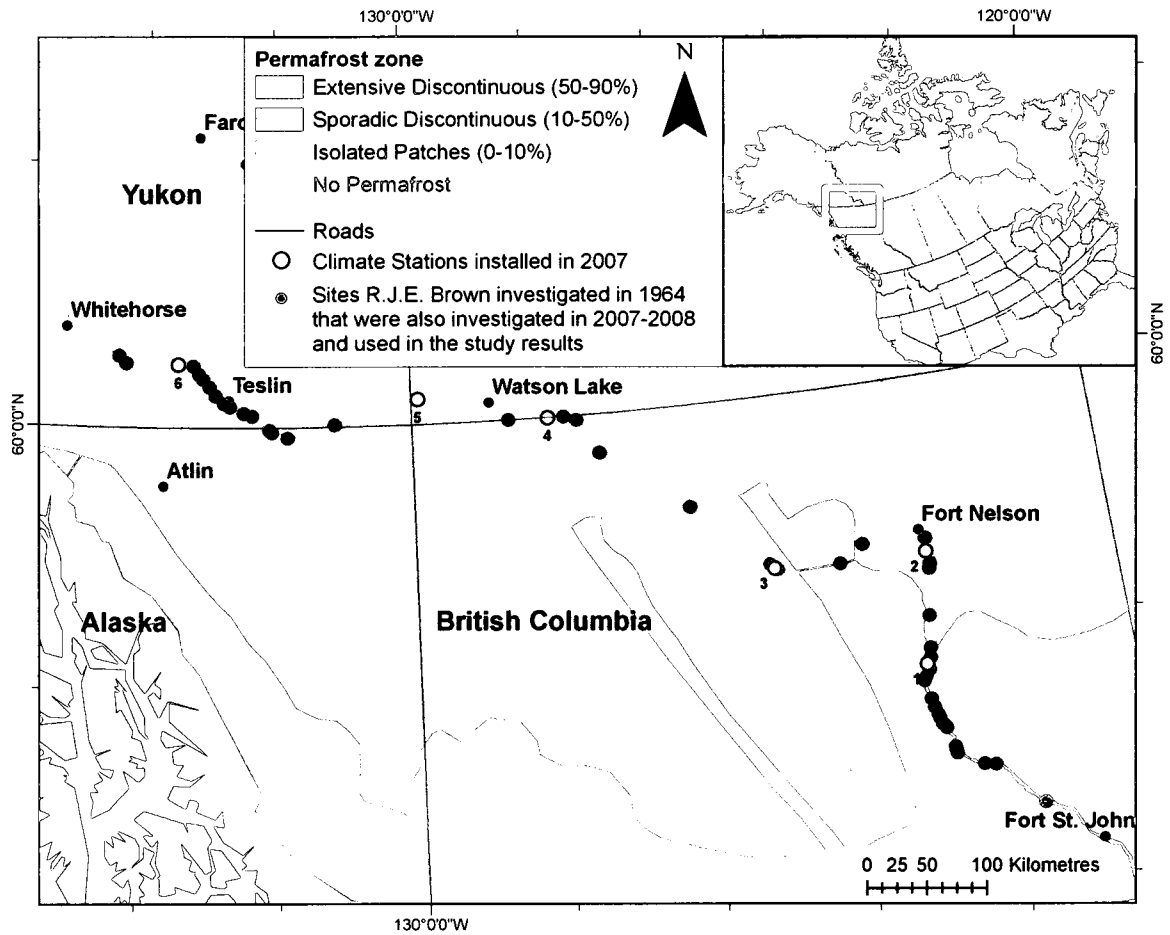 130°0'0"W
120°0'0"W
Permafrost zone
Extensive Discontinuous (50-90%)
Sporadic Discontinuous (10-50%)
Isolated Patches (0-10%)
No Permafrost
Roads
Climate Stations installed in 2007
Sites R.J.E. Brown investigated in 1964
that were also investigated in 2007-2008
and used in the study results
N
Yukon
Whitehorse
6
Teslin
5
Watson Lake
4
60°0'0"N
60°0'0"N
Atlin
Fort Nelson
2
3
Alaska
British Columbia
1
Fort St. John
0 25 50 100 Kilometres
130°0'0"W